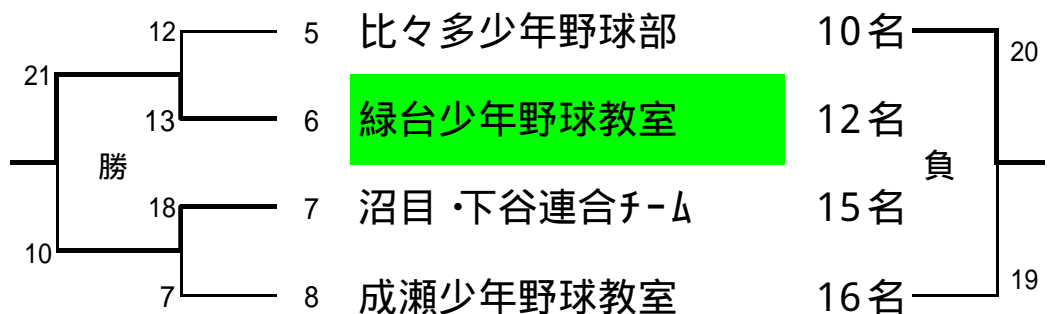 12 5 比々多少年野球部 10名 20
21
13 6 緑台少年野球教室 12名
勝 負
18 7 沼目・下谷連合チーム 15名
10
7 8 成瀬少年野球教室 16名 19